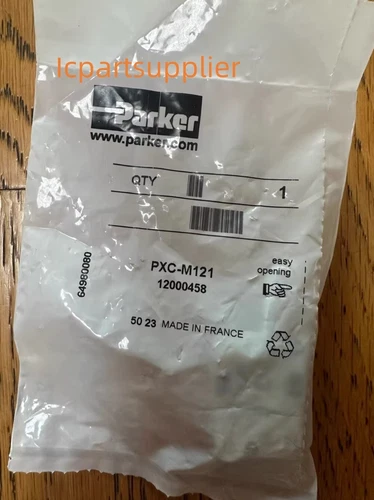 Icpartsupplier
Parker
www.parker.com
QTY 1
easy
opening
PXC-M121
12000458
64980080
50 23 MADE IN FRANCE